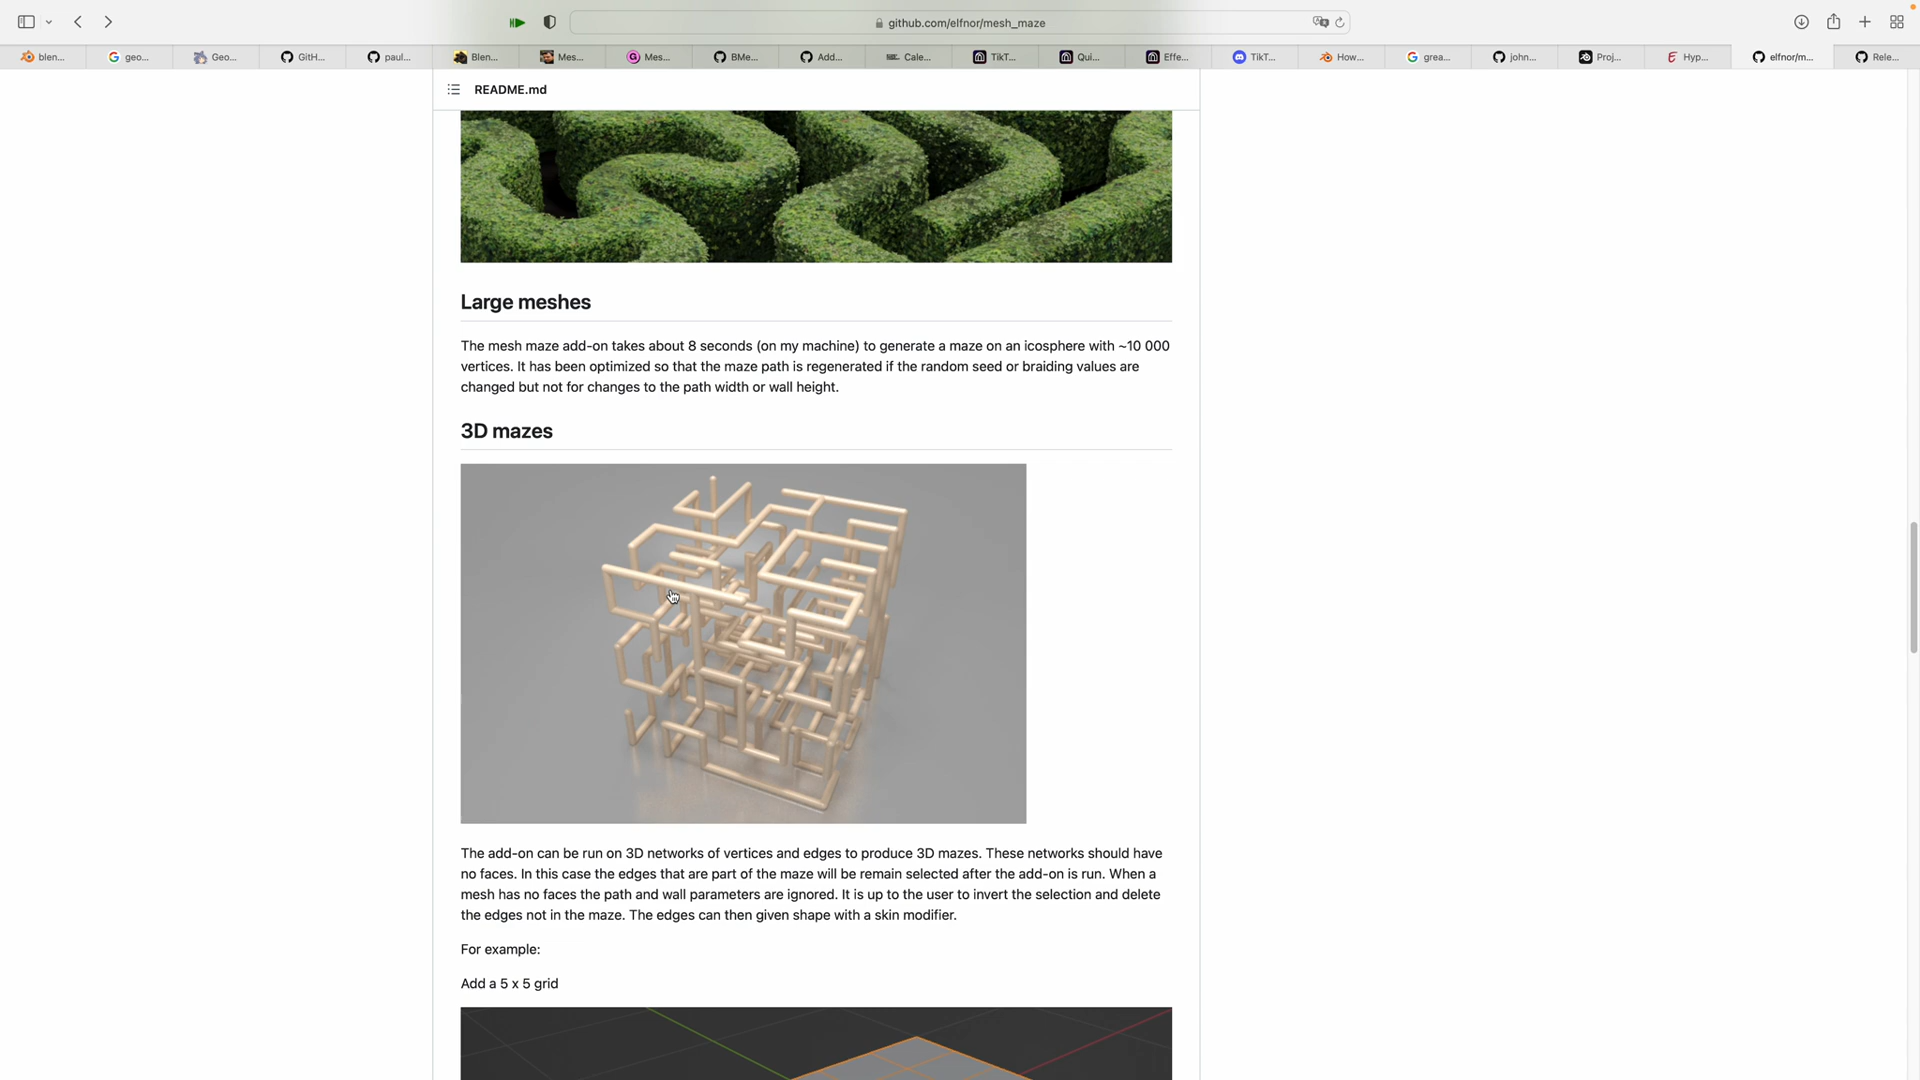 github.com/elfnor/mesh_maze
blen...
geo...
Geo...
GitH...
paul...
Blen...
Mes...
Mes...
BMe...
Add...
Cale...
TikT...
Qui...
Effe...
TikT...
How...
grea...
john...
Proj...
Hyp...
elfnor/m...
Rele...
README.md
Large meshes
The mesh maze add-on takes about 8 seconds (on my machine) to generate a maze on an icosphere with ~10 000
vertices. It has been optimized so that the maze path is regenerated if the random seed or braiding values are
changed but not for changes to the path width or wall height.
3D mazes
The add-on can be run on 3D networks of vertices and edges to produce 3D mazes. These networks should have
no faces. In this case the edges that are part of the maze will be remain selected after the add-on is run. When a
mesh has no faces the path and wall parameters are ignored. It is up to the user to invert the selection and delete
the edges not in the maze. The edges can then given shape with a skin modifier.
For example:
Add a 5 x 5 grid